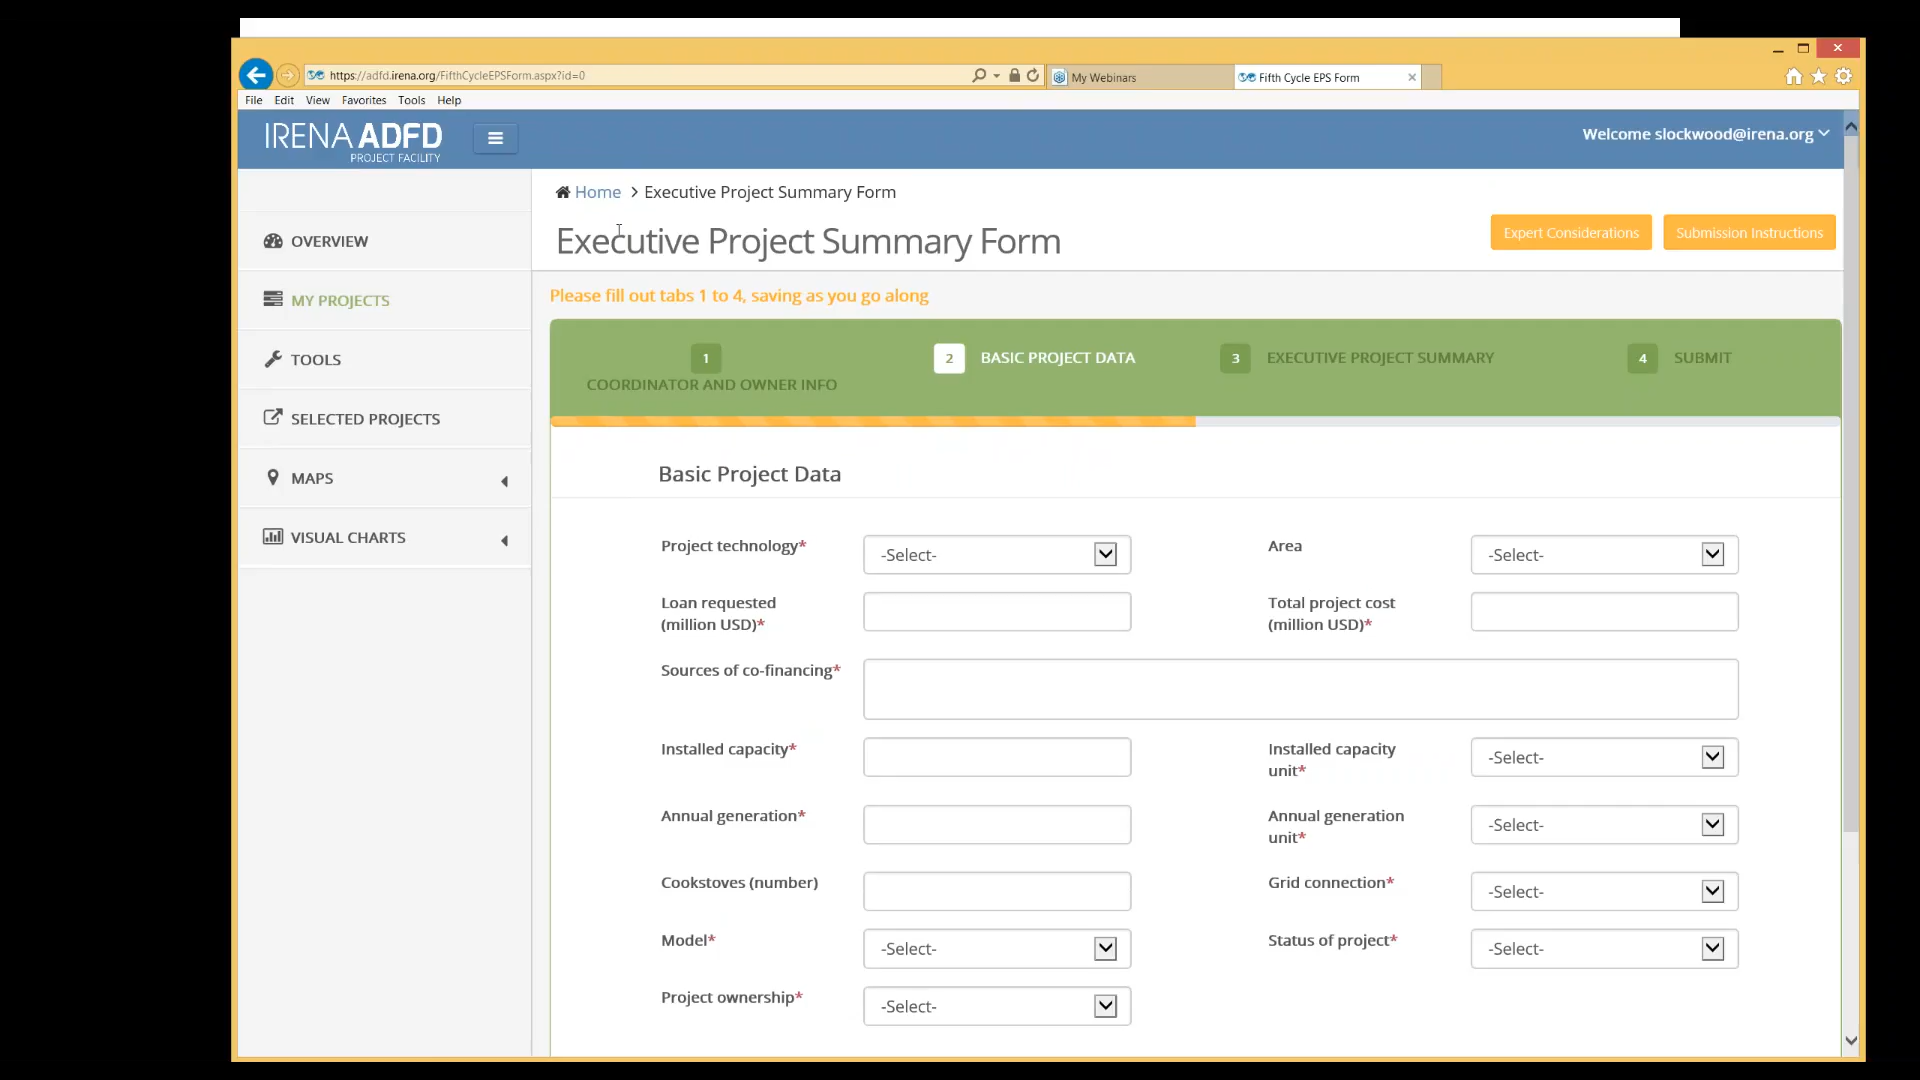 https://adfd.irena.org/FifthCycleEPSForm.aspx?id=0
My Webinars
Fifth Cycle EPS Form
File Edit View Favorites Tools Help
IRENA ADFD
PROJECT FACILITY
Welcome slockwood@irena.org
Home > Executive Project Summary Form
Executive Project Summary Form
Expert Considerations
Submission Instructions
OVERVIEW
MY PROJECTS
TOOLS
SELECTED PROJECTS
MAPS
VISUAL CHARTS
Please fill out tabs 1 to 4, saving as you go along
1
COORDINATOR AND OWNER INFO
2 BASIC PROJECT DATA
3 EXECUTIVE PROJECT SUMMARY
4 SUBMIT
Basic Project Data
Project technology* -Select-
Area -Select-
Loan requested
(million USD)*
Total project cost
(million USD)*
Sources of co-financing*
Installed capacity*
Installed capacity
unit* -Select-
Annual generation*
Annual generation
unit* -Select-
Cookstoves (number)
Grid connection* -Select-
Model* -Select-
Status of project* -Select-
Project ownership* -Select-